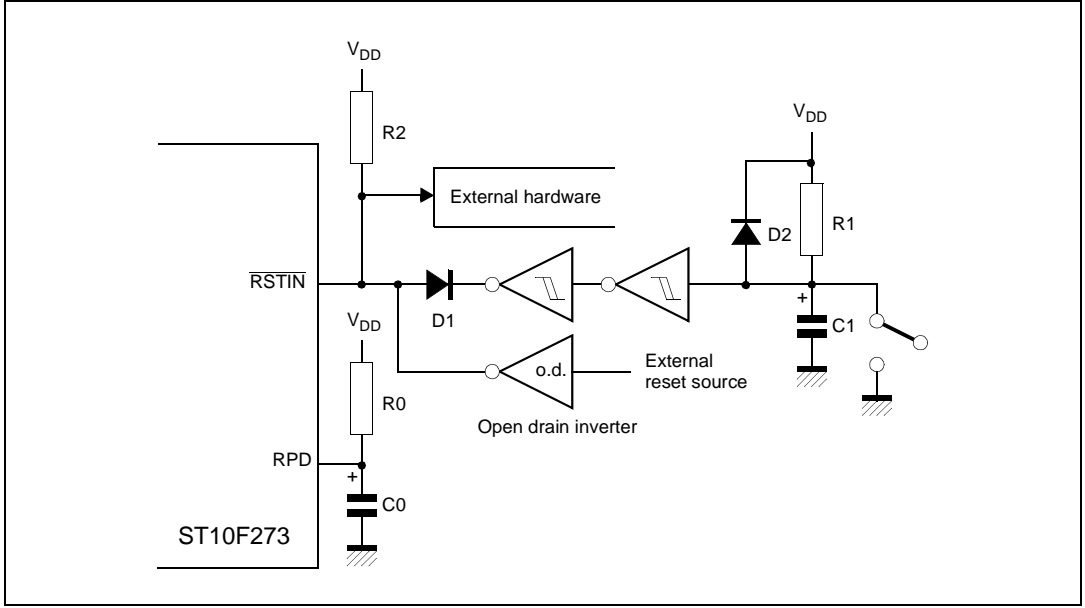 VDD
R2
VDD
External hardware
D2
R1
RSTIN
D1
+
C1
VDD
o.d.
External
reset source
R0
Open drain inverter
RPD
+
C0
ST10F273